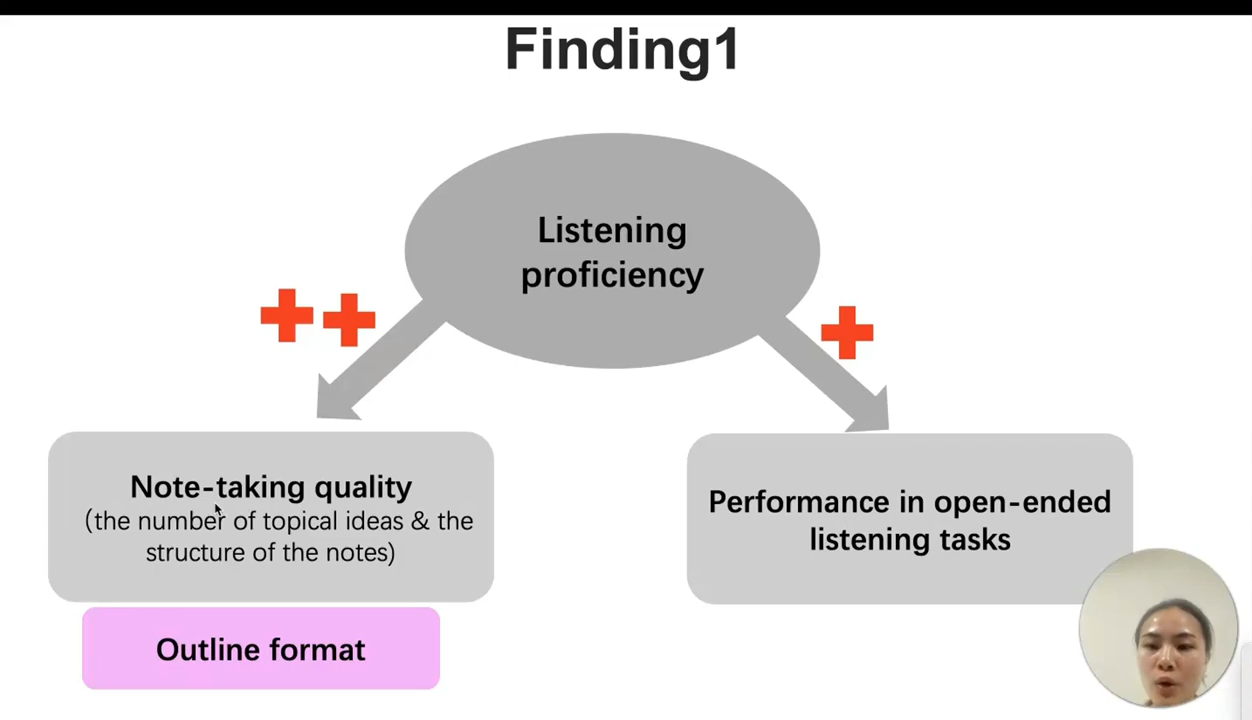 Finding1
Listening
proficiency
Note-taking quality
(the number of topical ideas & the
structure of the notes)
Performance in open-ended
listening tasks
Outline format